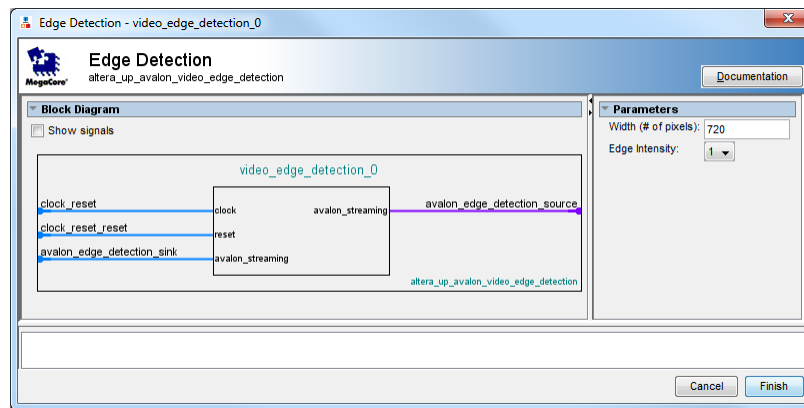 Edge Detection - video_edge_detection_0
x
MegaCore'
Edge Detection
altera_up_avalon_video_edge_detection
Documentation
Block Diagram
Show signals
video_edge_detection_0
clock_reset
clock
clock_reset_reset
reset
avalon_edge_detection_sink
avalon_streaming
avalon_streaming
avalon_edge_detection_source
altera_up_avalon_video_edge_detection
Parameters
Width (# of pixels): 720
Edge Intensity: 1
Cancel
Finish